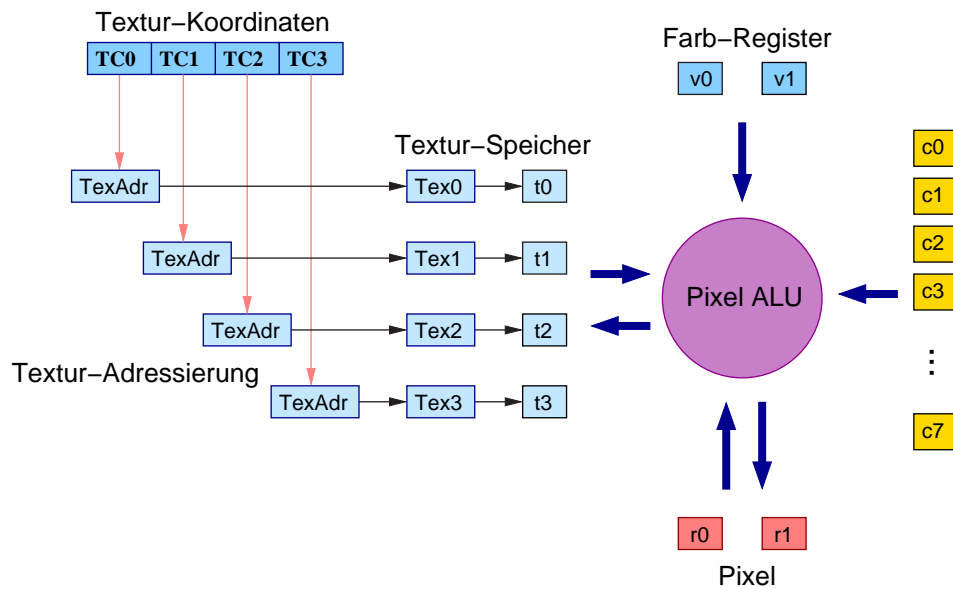 Textur–Koordinaten
TC0 TC1 TC2 TC3
Farb–Register
v0 v1
Textur–Speicher
TexAdr Tex0 t0
TexAdr Tex1 t1
TexAdr Tex2 t2
Textur–Adressierung
TexAdr Tex3 t3
Pixel ALU
c0
c1
c2
c3
...
c7
r0 r1
Pixel